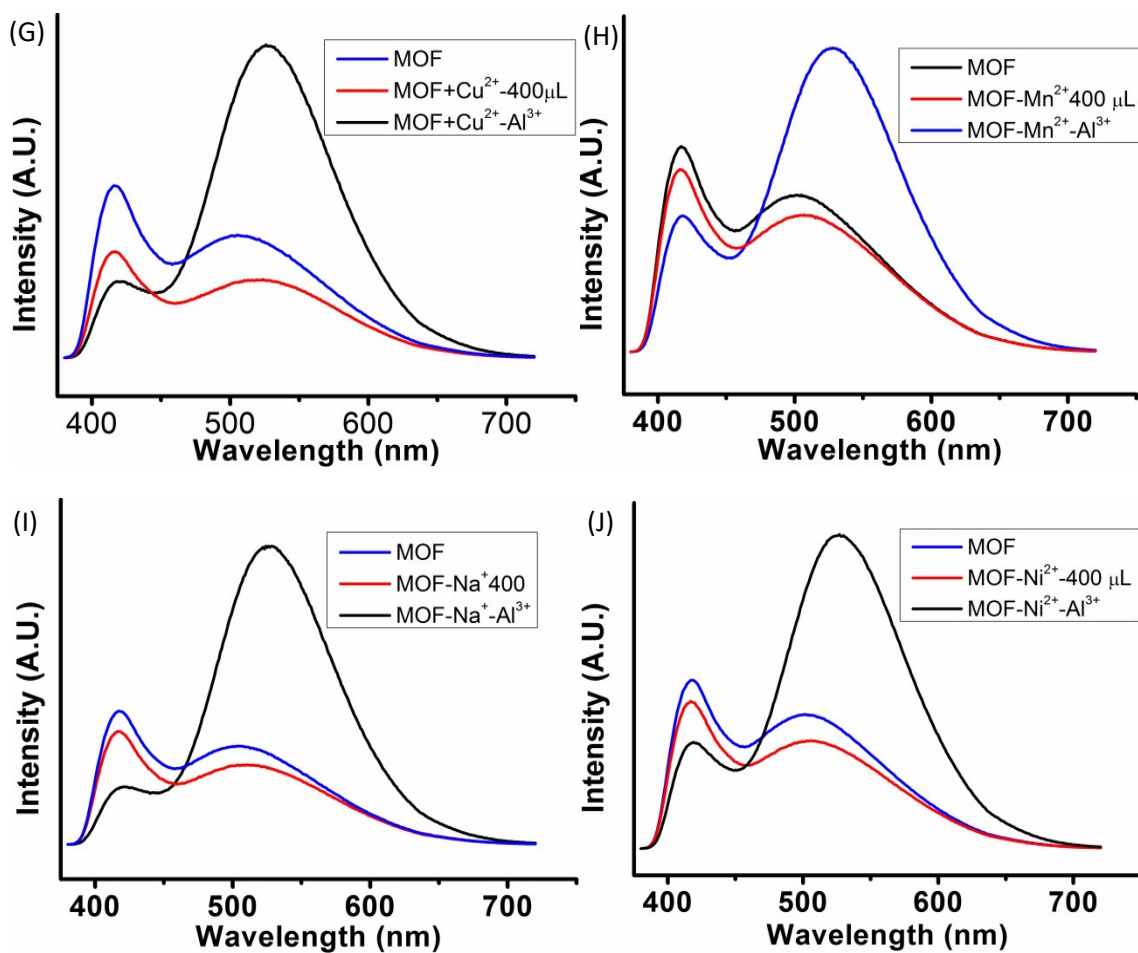 (G)
Intensity (A.U.)
MOF
MOF+Cu²⁺-400μL
MOF+Cu²⁺-Al³⁺
400 500 600 700
Wavelength (nm)
(H)
Intensity (A.U.)
MOF
MOF-Mn²⁺400 μL
MOF-Mn²⁺-Al³⁺
400 500 600 700
Wavelength (nm)
(I)
Intensity (A.U.)
MOF
MOF-Na⁺400
MOF-Na⁺-Al³⁺
400 500 600 700
Wavelength (nm)
(J)
Intensity (A.U.)
MOF
MOF-Ni²⁺-400 μL
MOF-Ni²⁺-Al³⁺
400 500 600 700
Wavelength (nm)